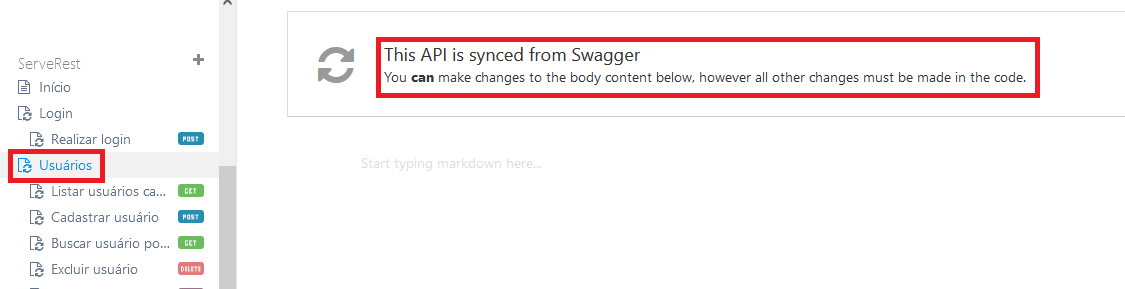 ServeRest +
Início
Login
Realizar login POST
Usuários
Listar usuários ca... GET
Cadastrar usuário POST
Buscar usuário po... GET
Excluir usuário DELETE
This API is synced from Swagger
You can make changes to the body content below, however all other changes must be made in the code.
Start typing markdown here...